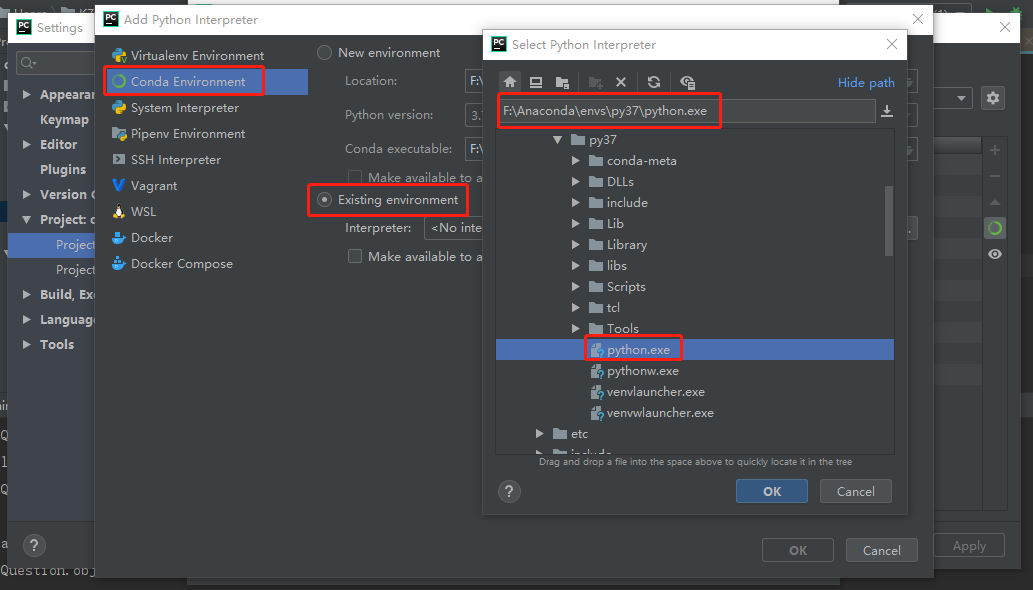 Settings
Appearan
Keymap
Editor
Plugins
Version C
Project: c
Project
Project
Build, Exe
Languag
Tools
?
Apply
Question.obj
Add Python Interpreter
Virtualenv Environment
Conda Environment
System Interpreter
Pipenv Environment
SSH Interpreter
Vagrant
WSL
Docker
Docker Compose
New environment
Location: F:\
Python version: 3.
Conda executable: F:\
Make available to a
Existing environment
Interpreter: <No inte
Make available to a
OK Cancel
Select Python Interpreter
Hide path
F:\Anaconda\envs\py37\python.exe
py37
conda-meta
DLLs
include
Lib
Library
libs
Scripts
tcl
Tools
python.exe
pythonw.exe
venvlauncher.exe
venvwlauncher.exe
etc
include
Drag and drop a file into the space above to quickly locate it in the tree
? OK Cancel